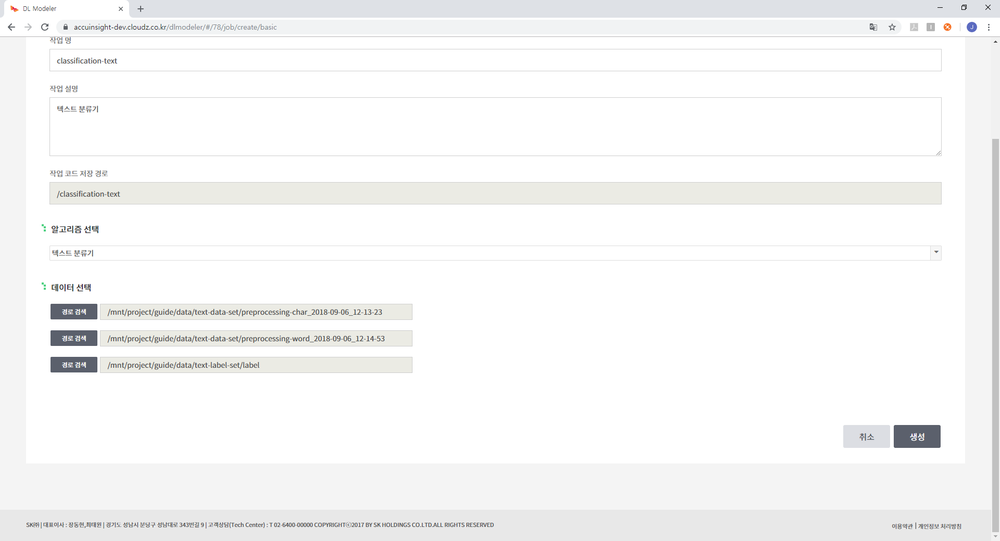 DL Modeler
accuinsight-dev.cloudz.co.kr/dlmodeler/#/78/job/create/basic
J
작업 명
classification-text
작업 설명
텍스트 분류기
작업 코드 저장 경로
/classification-text
알고리즘 선택
텍스트 분류기
데이터 선택
경로 검색 /mnt/project/guide/data/text-data-set/preprocessing-char_2018-09-06_12-13-23
경로 검색 /mnt/project/guide/data/text-data-set/preprocessing-word_2018-09-06_12-14-53
경로 검색 /mnt/project/guide/data/text-label-set/label
취소 생성
SK㈜ | 대표이사 : 장동현,최태원 | 경기도 성남시 분당구 성남대로 343번길 9 | 고객상담(Tech Center) : T 02-6400-00000 COPYRIGHTⓒ2017 BY SK HOLDINGS CO.LTD.ALL RIGHTS RESERVED
이용약관 | 개인정보 처리방침